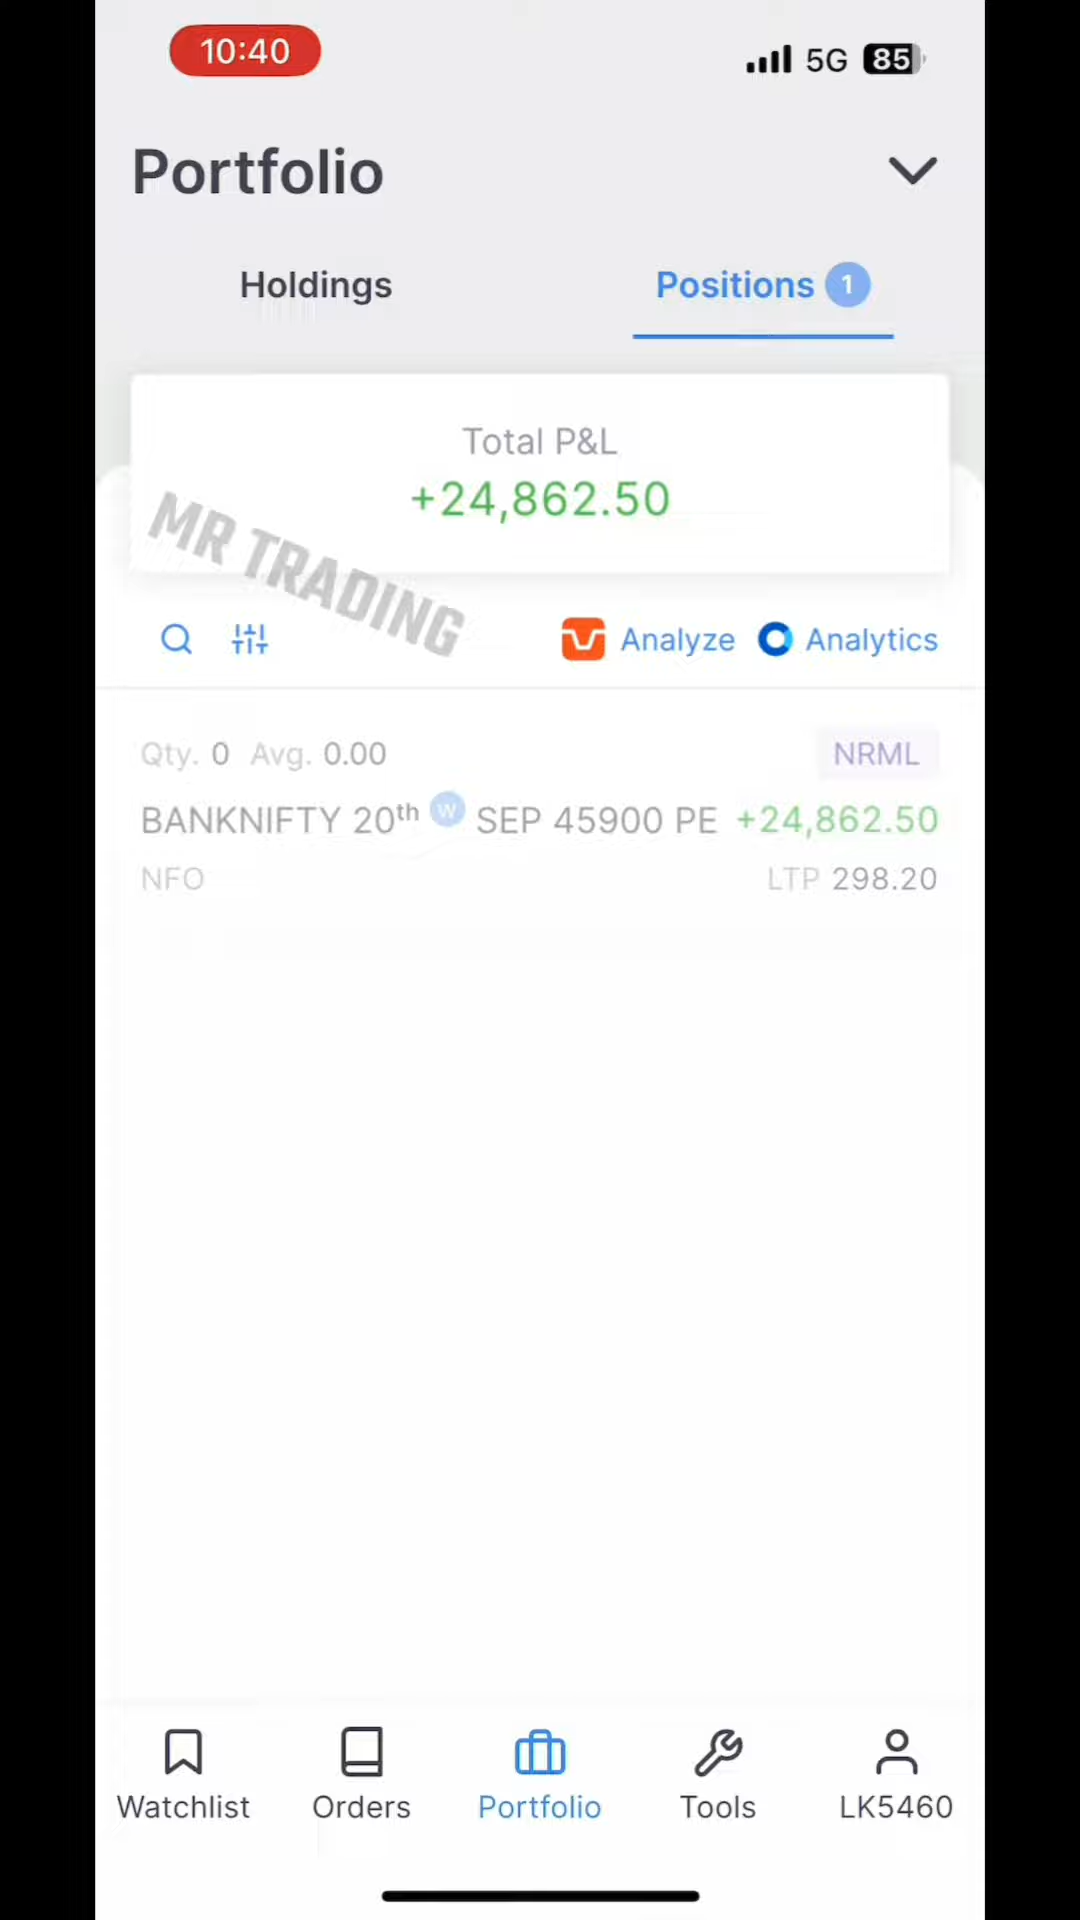 10:40
5G 85
Portfolio
Holdings
Positions 1
Total P&L
+24,862.50
MR TRADING
Analyze
Analytics
Qty. 0 Avg. 0.00
NRML
BANKNIFTY 20th W SEP 45900 PE +24,862.50
NFO
LTP 298.20
Watchlist
Orders
Portfolio
Tools
LK5460